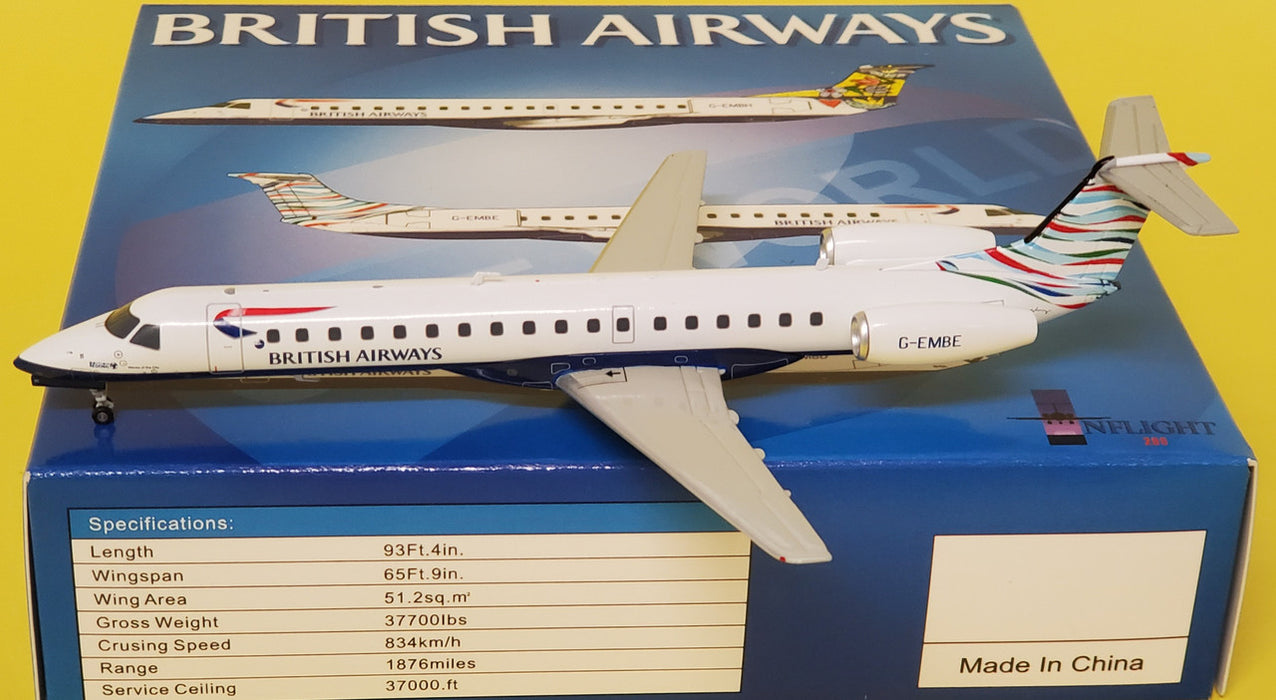 BRITISH AIRWAYS
G-EMBH
BRITISH AIRWAYS
WORLD
G-EMBE
BRITISH AIRWAYS
BRITISH AIRWAYS
G-EMBE
NFLIGHT
200
Specifications:
Length 93Ft.4in.
Wingspan 65Ft.9in.
Wing Area 51.2sq.m²
Gross Weight 37700lbs
Crusing Speed 834km/h
Range 1876miles
Service Ceiling 37000.ft
Made In China